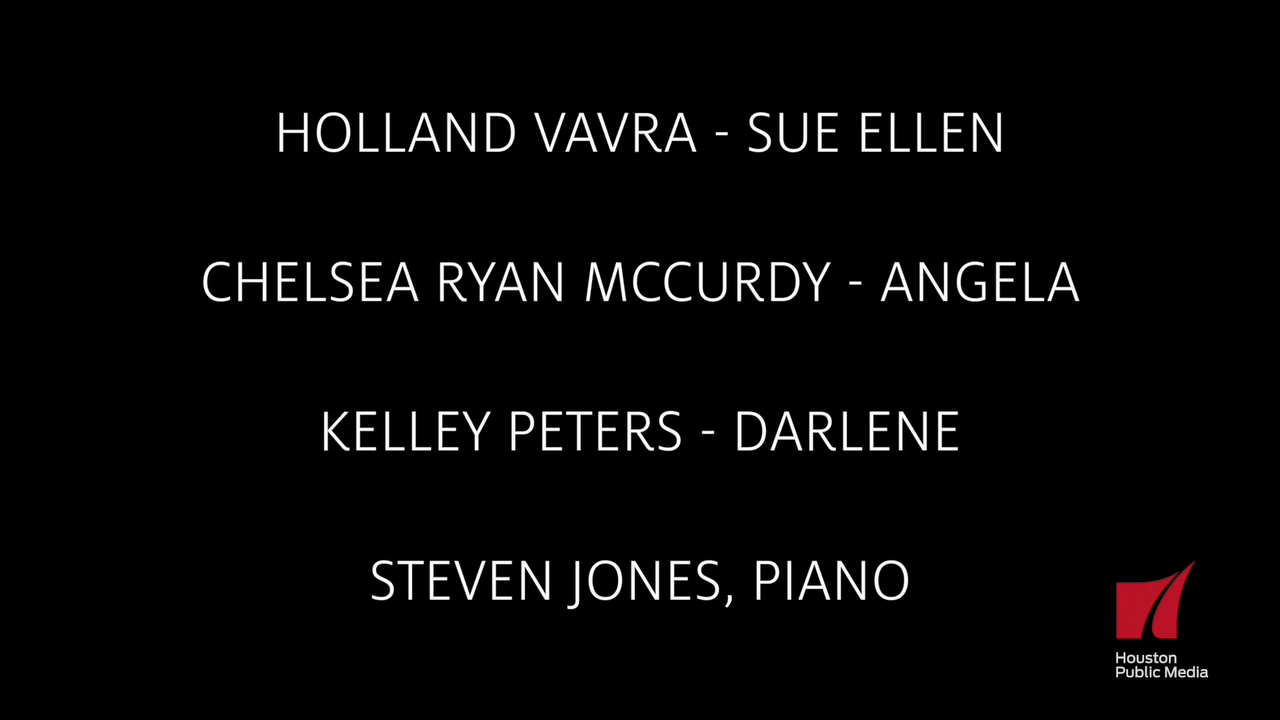 HOLLAND VAVRA - SUE ELLEN
CHELSEA RYAN MCCURDY - ANGELA
KELLEY PETERS - DARLENE
STEVEN JONES, PIANO
Houston
Public Media